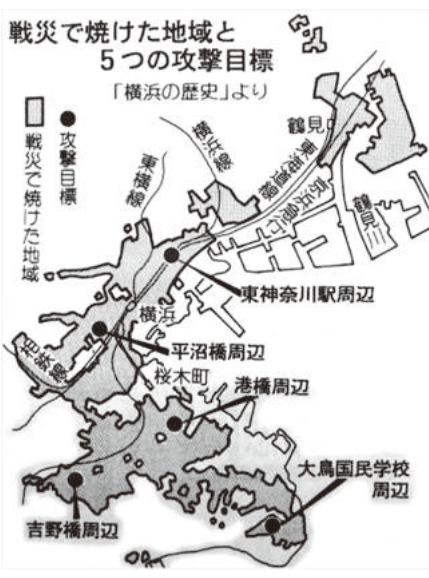 戦災で焼けた地域と
5つの攻撃目標
「横浜の歴史」より
攻撃目標
戦災で焼けた地域
鶴見
横浜線
東海道線
京浜急行
東横線
鶴見川
東神奈川駅周辺
横浜
平沼橋周辺
相鉄線
桜木町
港橋周辺
大鳥国民学校
周辺
吉野橋周辺